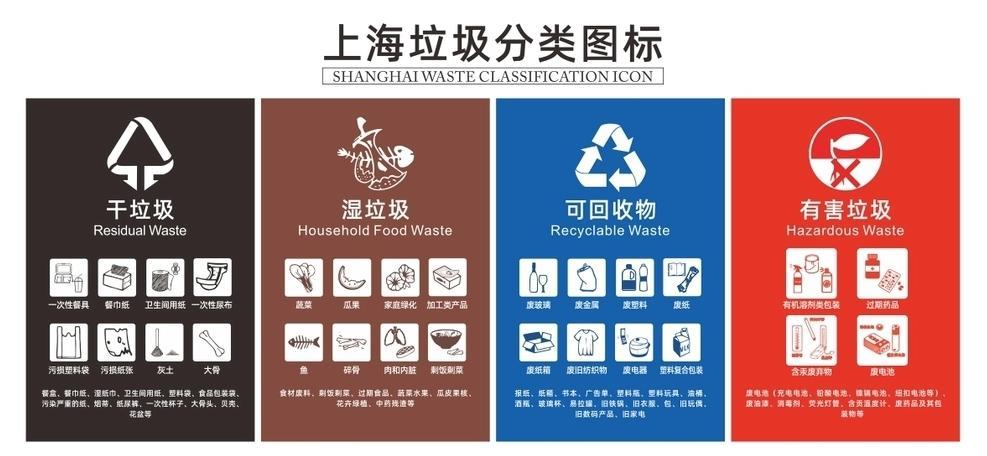 上海垃圾分类图标
SHANGHAI WASTE CLASSIFICATION ICON
干垃圾
Residual Waste
一次性餐具 餐巾纸 卫生间用纸 一次性尿布
污损塑料袋 污损纸张 灰土 大骨
餐盒、餐巾纸、湿纸巾、卫生间用纸、塑料袋、食品包装袋、
污染严重的纸、烟蒂、纸尿裤、一次性杯子、大骨头、贝壳、
花盆等
湿垃圾
Household Food Waste
蔬菜 瓜果 家庭绿化 加工类产品
鱼 碎骨 肉和内脏 剩饭剩菜
食材废料、剩饭剩菜、过期食品、蔬菜水果、瓜皮果核、
花卉绿植、中药残渣等
可回收物
Recyclable Waste
废玻璃 废金属 废塑料 废纸
废纸箱 废旧纺织物 废电器 塑料复合包装
报纸、纸箱、书本、广告单、塑料瓶、塑料玩具、油桶、
酒瓶、玻璃杯、易拉罐、旧铁锅、旧衣服、包、旧玩偶、
旧数码产品、旧家电
有害垃圾
Hazardous Waste
有机溶剂类包装 过期药品
含汞废弃物 废电池
废电池（充电电池、铅酸电池、镍镉电池、纽扣电池等）、
废油漆、消毒剂、荧光灯管、含贡温度计、废药品及其包
装物等